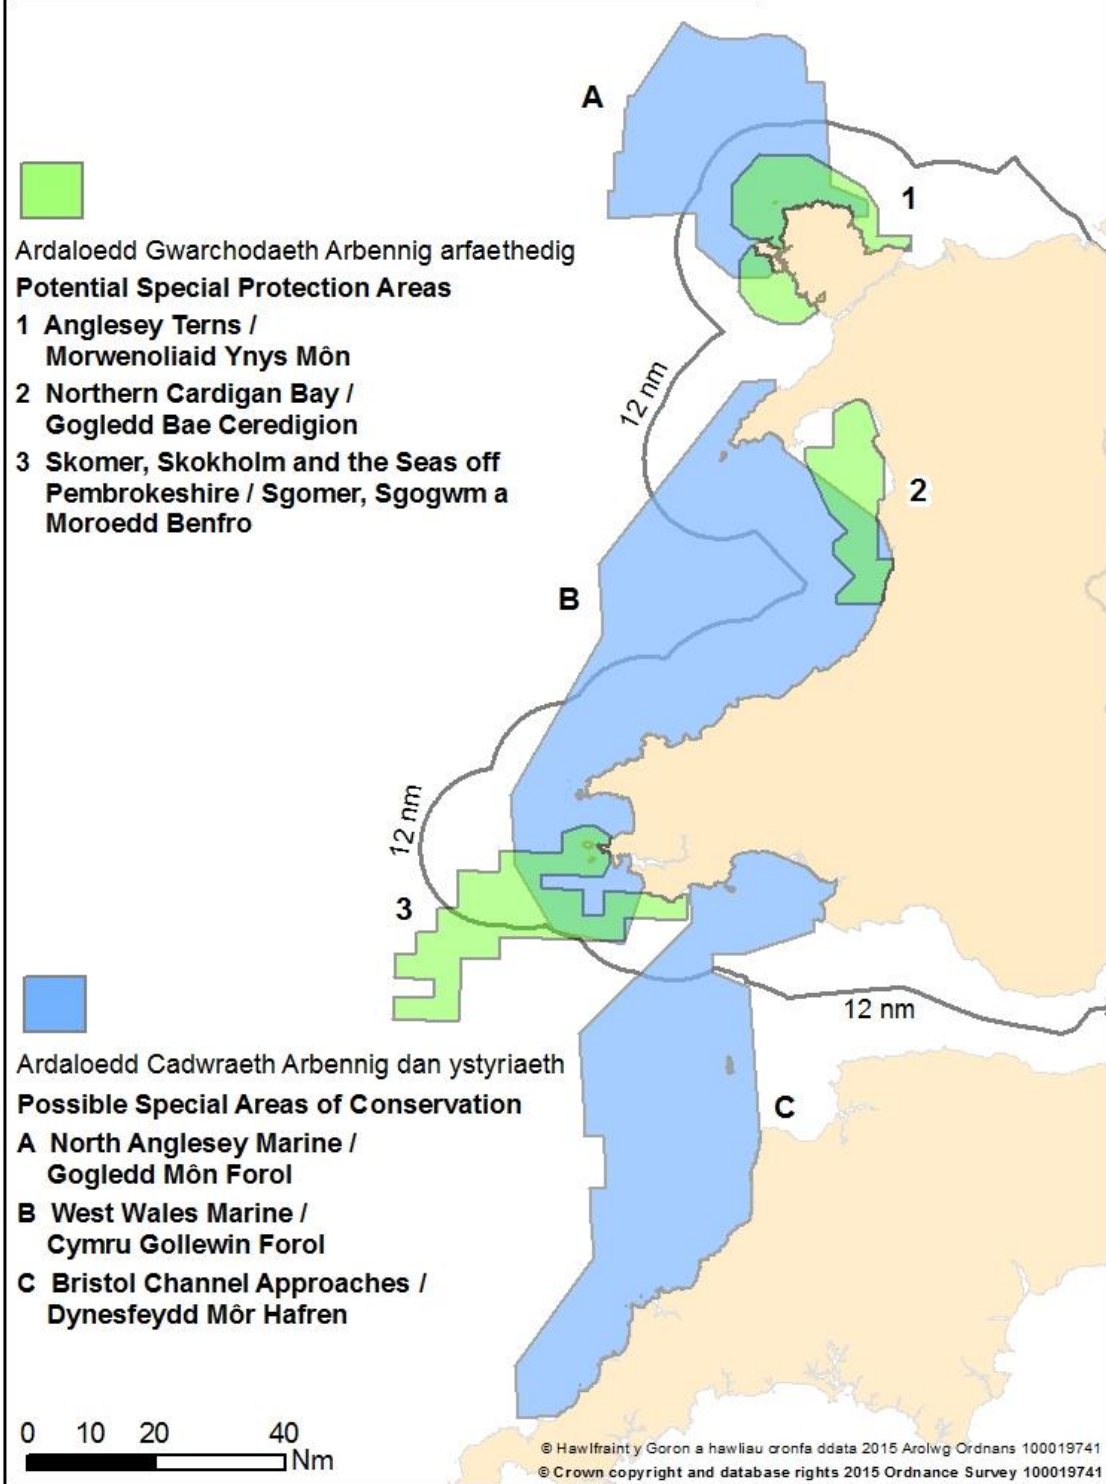 A
1
Ardaloedd Gwarchodaeth Arbennig arfaethedig
Potential Special Protection Areas
1 Anglesey Terns /
Morwenoliaid Ynys Môn
2 Northern Cardigan Bay /
Gogledd Bae Ceredigion
3 Skomer, Skokholm and the Seas off
Pembrokeshire / Sgomer, Sgogwm a
Moroedd Benfro
12 nm
2
B
12 nm
3
12 nm
Ardaloedd Cadwraeth Arbennig dan ystyriaeth
Possible Special Areas of Conservation
A North Anglesey Marine /
Gogledd Môn Forol
B West Wales Marine /
Cymru Gollewin Forol
C Bristol Channel Approaches /
Dynesfeydd Môr Hafren
C
0 10 20 40
Nm
© Hawlfraint y Goron a hawliau cronfa ddata 2015 Arolwg Ordnans 100019741
© Crown copyright and database rights 2015 Ordnance Survey 100019741